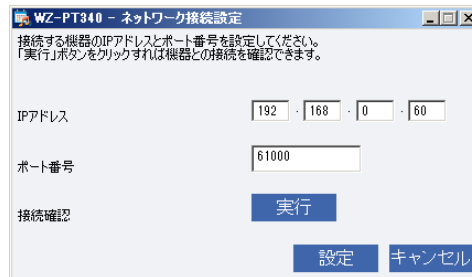 WZ-PT340 - ネットワーク接続設定
接続する機器のIPアドレスとポート番号を設定してください。
「実行」ボタンをクリックすれば機器との接続を確認できます。
IPアドレス 192 . 168 . 0 . 60
ポート番号 61000
接続確認 実行
設定 キャンセル